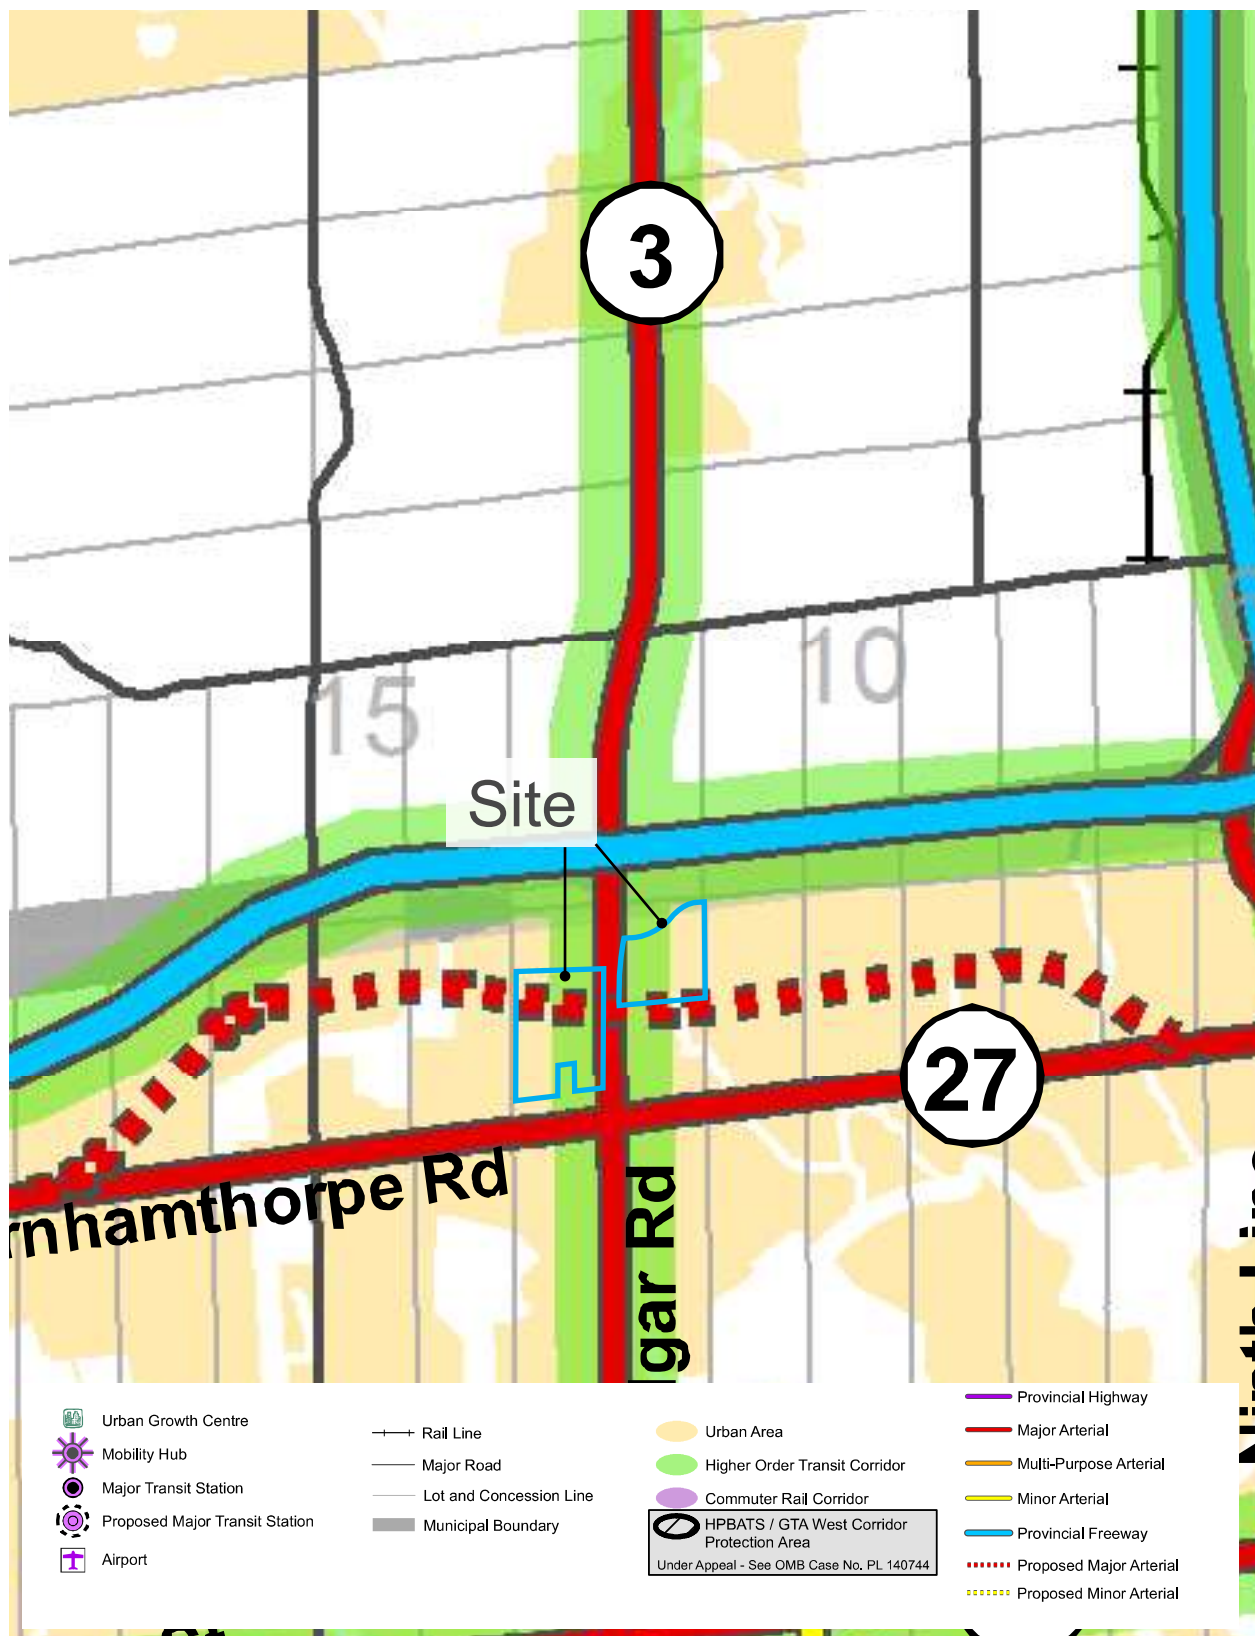 3
15
10
Site
27
rnhamthorpe Rd
gar Rd
Urban Growth Centre
Mobility Hub
Major Transit Station
Proposed Major Transit Station
Airport
Rail Line
Major Road
Lot and Concession Line
Municipal Boundary
Urban Area
Higher Order Transit Corridor
Commuter Rail Corridor
HPBATS / GTA West Corridor
Protection Area
Under Appeal - See OMB Case No. PL 140744
Provincial Highway
Major Arterial
Multi-Purpose Arterial
Minor Arterial
Provincial Freeway
Proposed Major Arterial
Proposed Minor Arterial